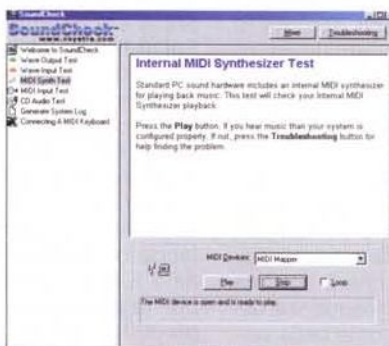 SoundCheck
SoundCheck
www.voyetra.com
Mixer
Troubleshooting
Welcome to SoundCheck
Wave Output Test
Wave Input Test
MIDI Synth Test
MIDI Input Test
CD Audio Test
Generate System Log
Connecting A MIDI Keyboard
Internal MIDI Synthesizer Test
Standard PC sound hardware includes an internal MIDI synthesizer
for playing back music. This test will check your Internal MIDI
Synthesizer playback.
Press the Play button. If you hear music than your system is
configured properly. If not, press the Troubleshooting button for
help finding the problem.
MIDI Devices:
MIDI Mapper
Play
Stop
Loop
The MIDI device is open and is ready to play.